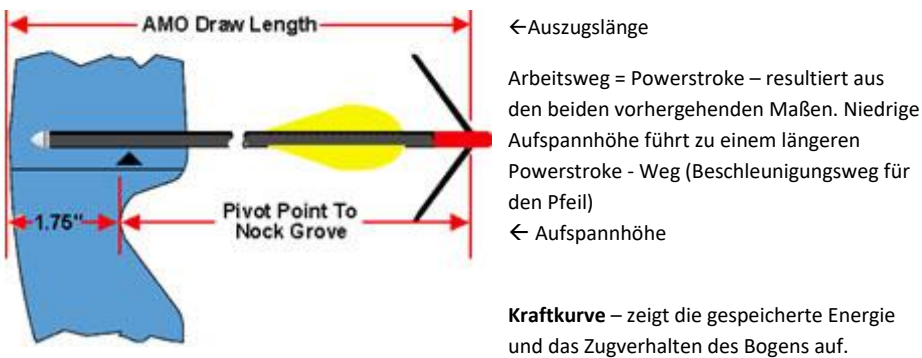 AMO Draw Length
1.75"
Pivot Point To
Nock Grove
←Auszugslänge
Arbeitsweg = Powerstroke – resultiert aus
den beiden vorhergehenden Maßen. Niedrige
Aufspannhöhe führt zu einem längeren
Powerstroke - Weg (Beschleunigungsweg für
den Pfeil)
← Aufspannhöhe
Kraftkurve – zeigt die gespeicherte Energie
und das Zugverhalten des Bogens auf.